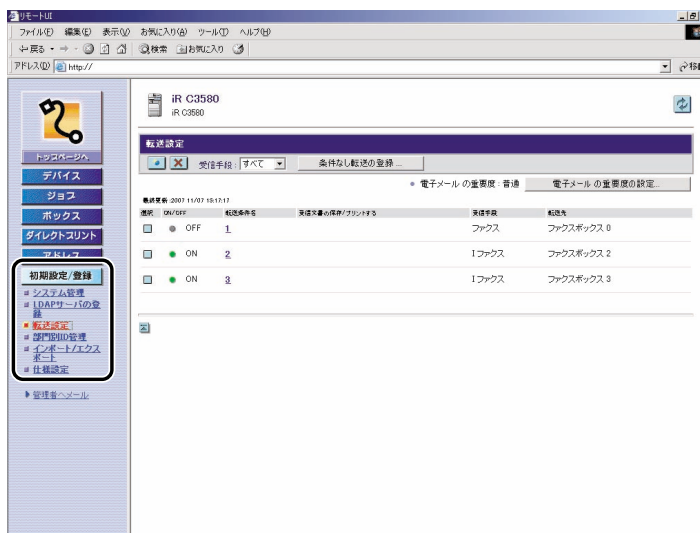 リモートUI
ファイル(F) 編集(E) 表示(V) お気に入り(A) ツール(T) ヘルプ(H)
戻る 検索 お気に入り
アドレス(D) http:// 移動
iR C3580
iR C3580
トップページへ
デバイス
ジョブ
ボックス
ダイレクトプリント
アドレス
初期設定/登録
システム管理
LDAPサーバの登
録
転送設定
部門別ID管理
インポート/エクス
ポート
仕様設定
管理者へメール
転送設定
受信手段: すべて 条件なし転送の登録 ...
電子メール の重要度 : 普通 電子メール の重要度の設定...
最終更新 :2007 11/07 19:17:17
選択 ON/OFF 転送条件名 受信文書の保存/プリントする 受信手段 転送先
OFF 1 ファクス ファクスボックス 0
ON 2 Iファクス ファクスボックス 2
ON 3 Iファクス ファクスボックス 3